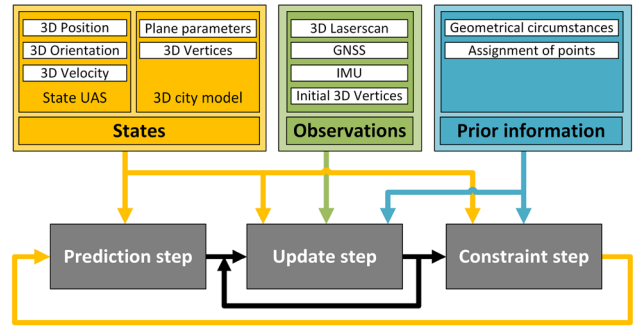 3D Position
3D Orientation
3D Velocity
State UAS
Plane parameters
3D Vertices
3D city model
States
3D Laserscan
GNSS
IMU
Initial 3D Vertices
Observations
Geometrical circumstances
Assignment of points
Prior information
Prediction step
Update step
Constraint step